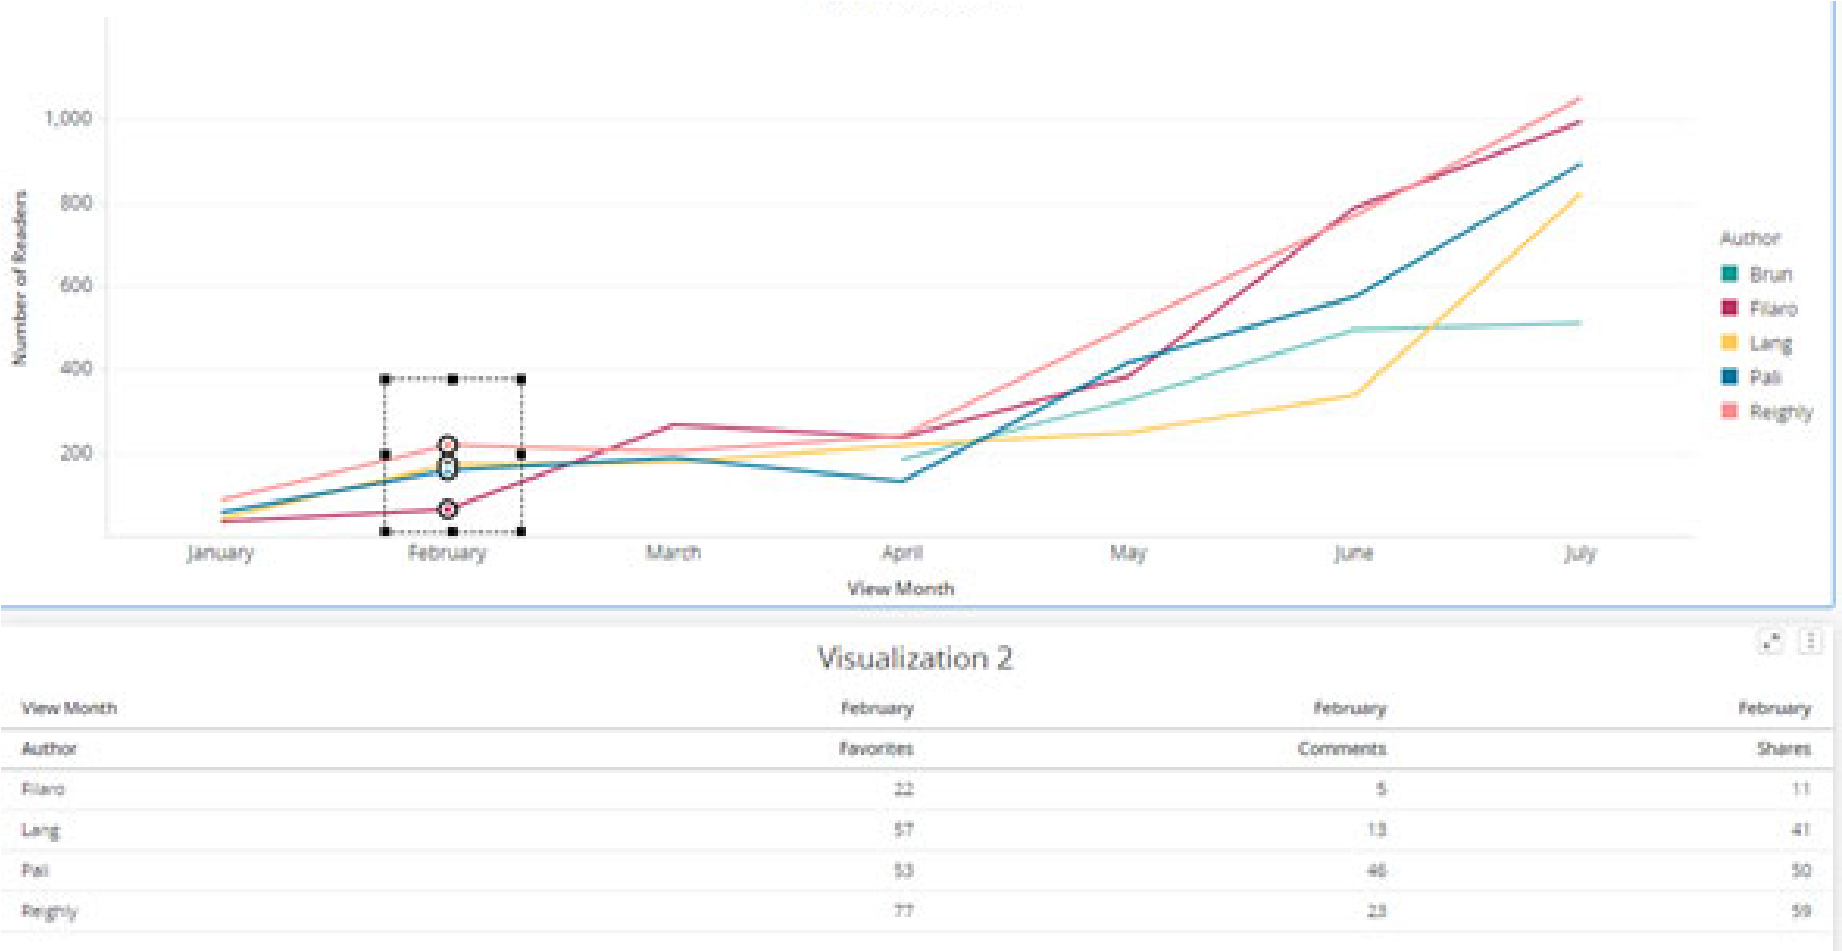 1,000
800
600
400
200
Number of Readers
January February March April May June July
View Month
Author
Brun
Filaro
Lang
Pali
Reighly
Visualization 2
View Month February February February
Author Favorites Comments Shares
Filaro 22 5 11
Lang 57 13 41
Pali 53 46 50
Reighly 77 23 59